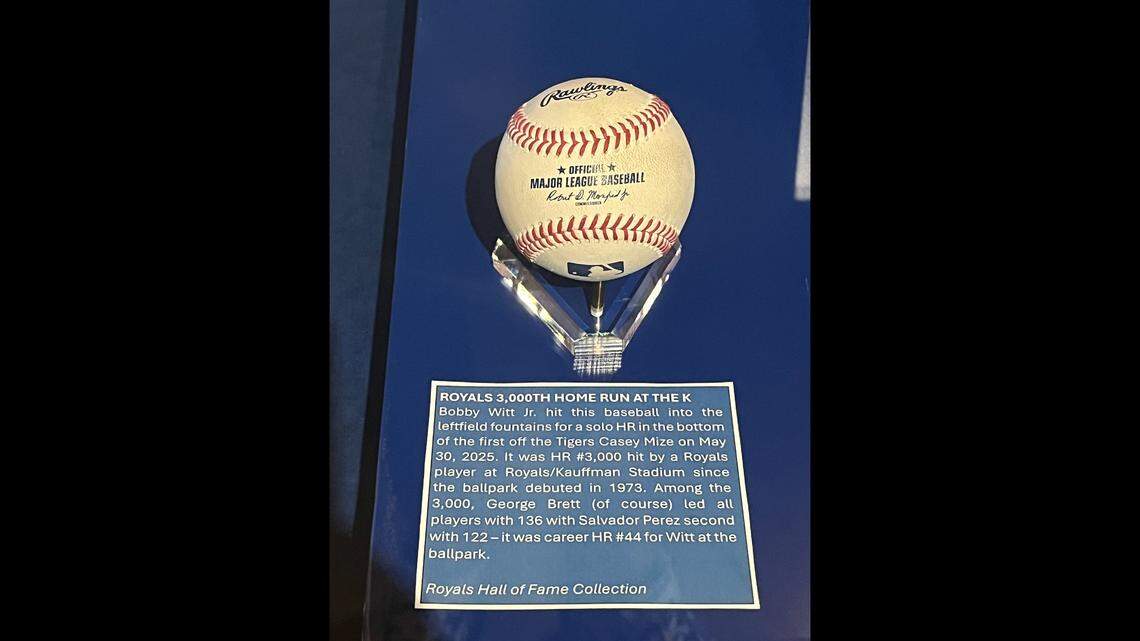 Rawlings
R
★ OFFICIAL ★
MAJOR LEAGUE BASEBALL
Robert D. Manfred Jr.
COMMISSIONER
ROYALS 3,000TH HOME RUN AT THE K
Bobby Witt Jr. hit this baseball into the
leftfield fountains for a solo HR in the bottom
of the first off the Tigers Casey Mize on May
30, 2025. It was HR #3,000 hit by a Royals
player at Royals/Kauffman Stadium since
the ballpark debuted in 1973. Among the
3,000, George Brett (of course) led all
players with 136 with Salvador Perez second
with 122 – it was career HR #44 for Witt at the
ballpark.
Royals Hall of Fame Collection